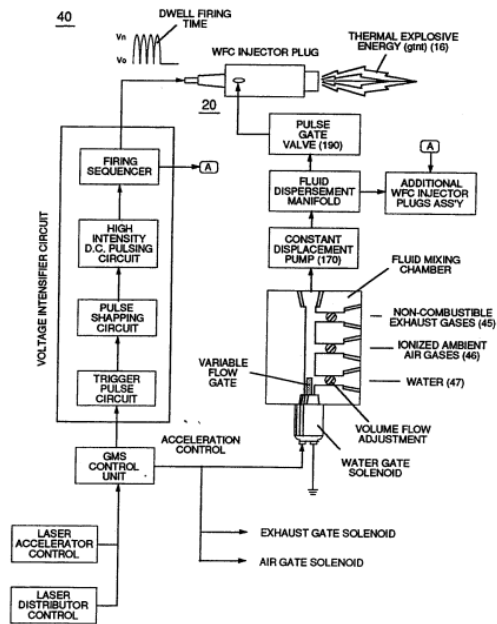 40
DWELL FIRING
TIME
Vn
Vo
WFC INJECTOR PLUG
THERMAL EXPLOSIVE
ENERGY (gtnt) (16)
20
PULSE
GATE
VALVE (190)
A
FIRING
SEQUENCER
A
FLUID
DISPERSEMENT
MANIFOLD
ADDITIONAL
WFC INJECTOR
PLUGS ASS'Y
VOLTAGE INTENSIFIER CIRCUIT
HIGH
INTENSITY
D.C. PULSING
CIRCUIT
CONSTANT
DISPLACEMENT
PUMP (170)
FLUID MIXING
CHAMBER
PULSE
SHAPPING
CIRCUIT
NON-COMBUSTIBLE
EXHAUST GASES (45)
IONIZED AMBIENT
AIR GASES (46)
VARIABLE
FLOW
GATE
WATER (47)
TRIGGER
PULSE
CIRCUIT
VOLUME FLOW
ADJUSTMENT
ACCELERATION
CONTROL
WATER GATE
SOLENOID
GMS
CONTROL
UNIT
LASER
ACCELERATOR
CONTROL
EXHAUST GATE SOLENOID
AIR GATE SOLENOID
LASER
DISTRIBUTOR
CONTROL